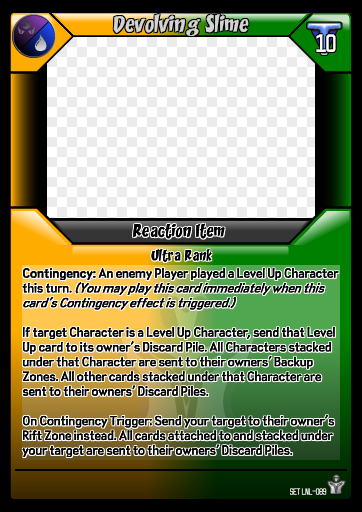 Devolving Slime
10
Reaction Item
Ultra Rank
Contingency: An enemy Player played a Level Up Character
this turn. (You may play this card immediately when this
card's Contingency effect is triggered.)
If target Character is a Level Up Character, send that Level
Up card to its owner's Discard Pile. All Characters stacked
under that Character are sent to their owners' Backup
Zones. All other cards stacked under that Character are
sent to their owners' Discard Piles.
On Contingency Trigger: Send your target to their owner's
Rift Zone instead. All cards attached to and stacked under
your target are sent to their owners' Discard Piles.
SET LNL-089